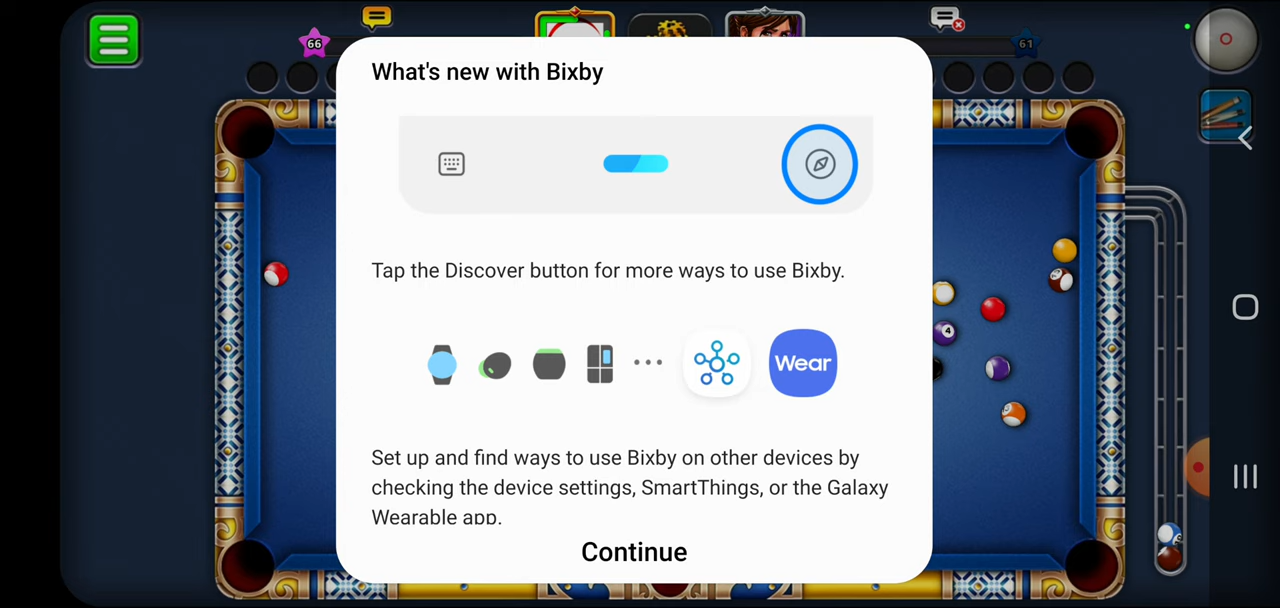 66
61
What's new with Bixby
Tap the Discover button for more ways to use Bixby.
Wear
4
Set up and find ways to use Bixby on other devices by
checking the device settings, SmartThings, or the Galaxy
Wearable app.
Continue